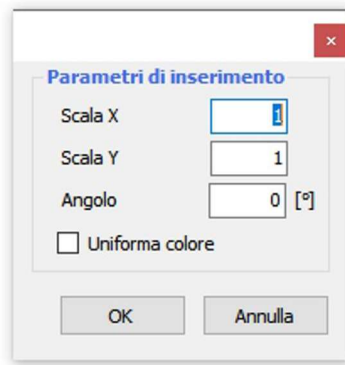 Parametri di inserimento
Scala X 1
Scala Y 1
Angolo 0 [°]
Uniforma colore
OK Annulla